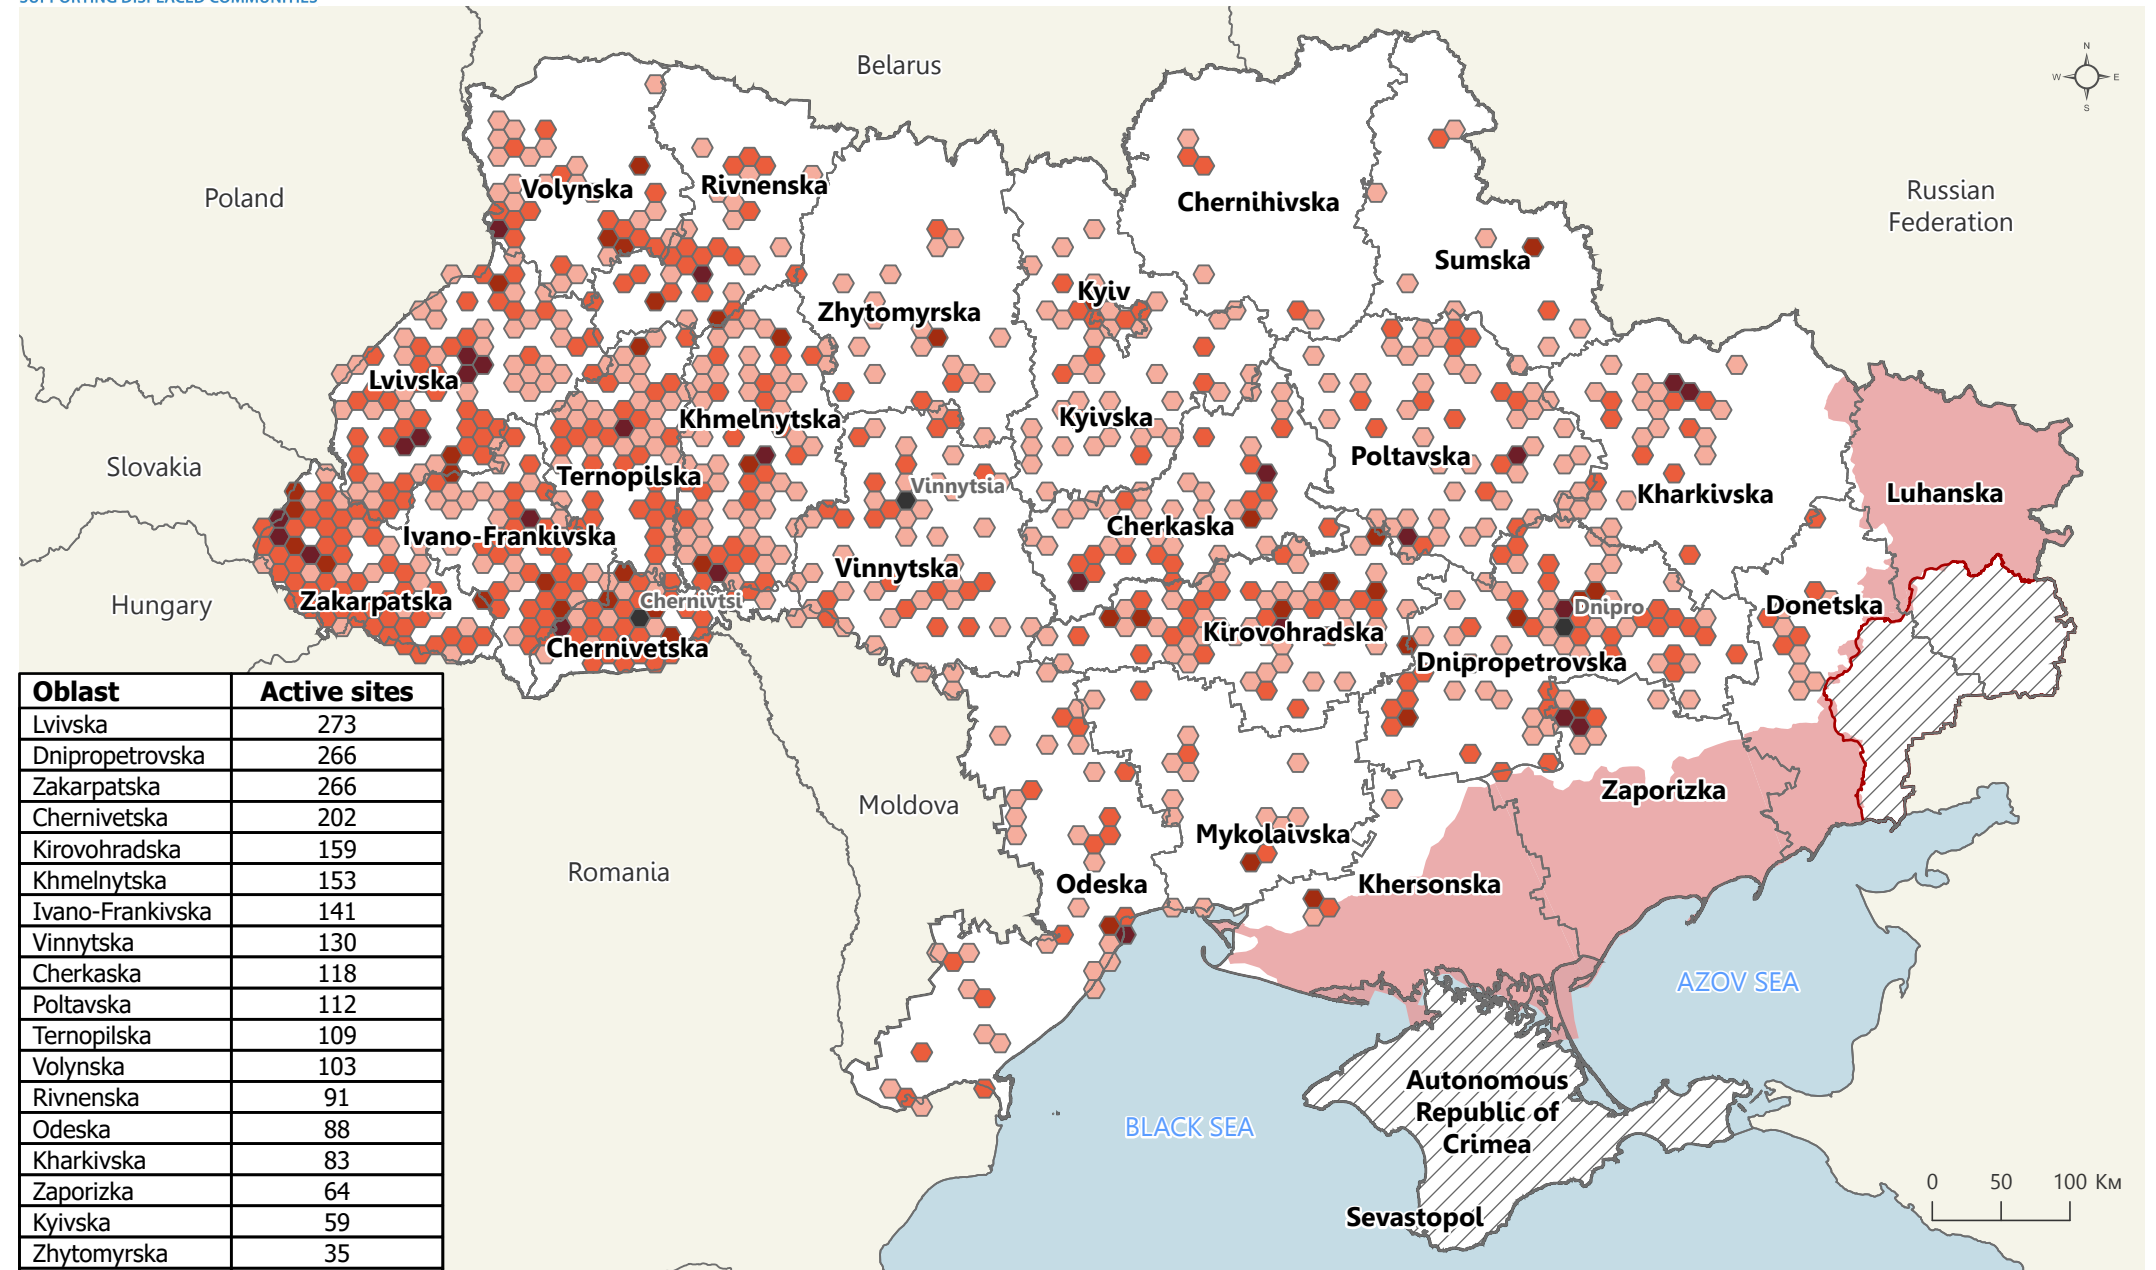 SUPPORTING DISPLACED COMMUNITIES
Belarus
N
W E
S
Poland
Volynska
Rivnenska
Chernihivska
Russian
Federation
Sumska
Kyiv
Zhytomyrska
Lvivska
Khmelnytska
Kyivska
Slovakia
Ternopilska
Poltavska
Vinnytsia
Kharkivska
Luhanska
Ivano-Frankivska
Cherkaska
Vinnytska
Hungary
Zakarpatska
Chernivtsi
Dnipro
Donetska
Chernivetska
Kirovohradska
Dnipropetrovska
Moldova
Zaporizka
Mykolaivska
Romania
Odeska
Khersonska
AZOV SEA
BLACK SEA
Autonomous
Republic of
Crimea
Sevastopol
0 50 100 Км
Oblast Active sites
Lvivska 273
Dnipropetrovska 266
Zakarpatska 266
Chernivetska 202
Kirovohradska 159
Khmelnytska 153
Ivano-Frankivska 141
Vinnytska 130
Cherkaska 118
Poltavska 112
Ternopilska 109
Volynska 103
Rivnenska 91
Odeska 88
Kharkivska 83
Zaporizka 64
Kyivska 59
Zhytomyrska 35